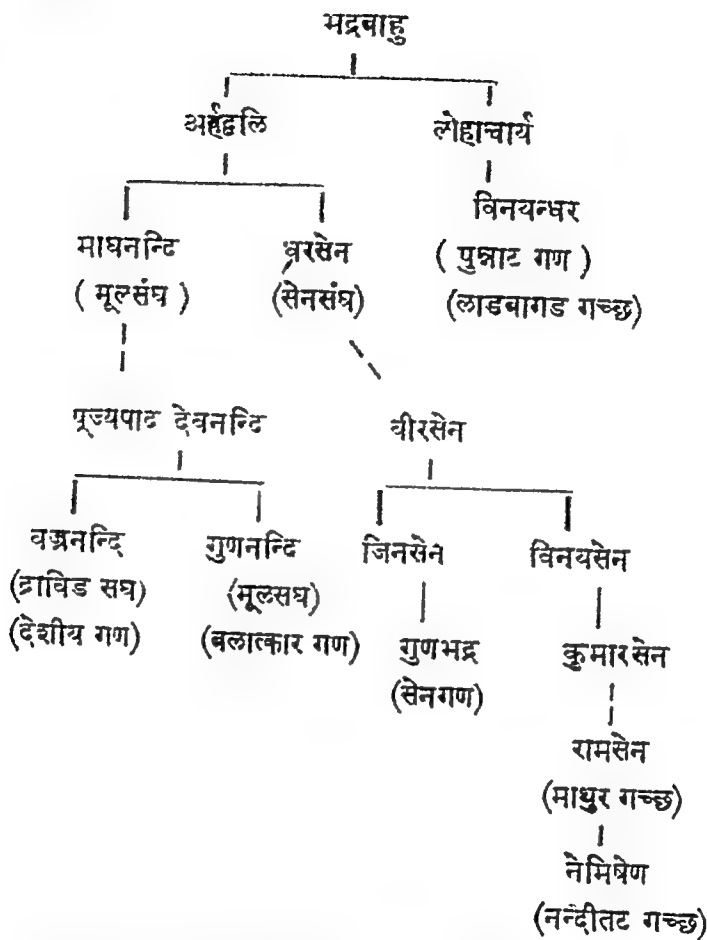 भद्रबाहु
अर्हद्वलि लोहाचार्य
विनयन्धर
माघनन्दि धरसेन ( पुन्नाट गण )
( मूलसंघ ) (सेनसंघ) (लाडबागड गच्छ)
पूज्यपाद देवनन्दि वीरसेन
वज्रनन्दि गुणनन्दि जिनसेन विनयसेन
(द्राविड सघ) (मूलसघ)
(देशीय गण) (बलात्कार गण) गुणभद्र कुमारसेन
(सेनगण)
रामसेन
(माथुर गच्छ)
नेमिषेण
(नन्दीतट गच्छ)